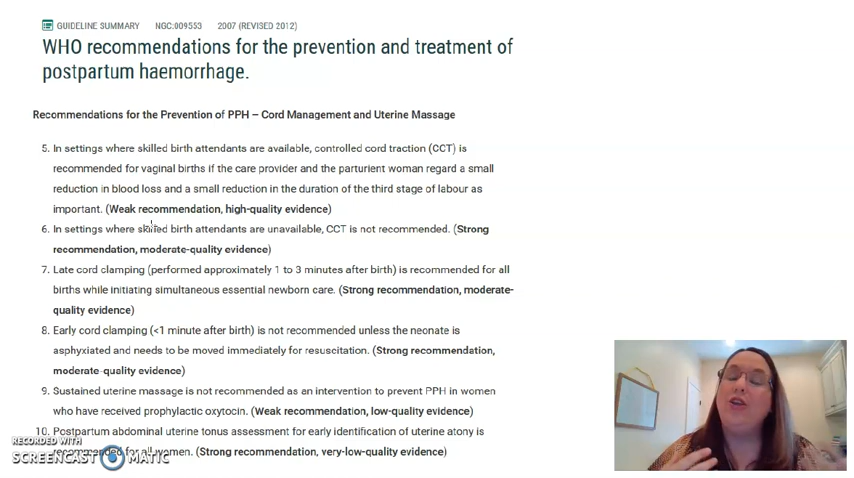 GUIDELINE SUMMARY NGC:009553 2007 (REVISED 2012)
WHO recommendations for the prevention and treatment of
postpartum haemorrhage.
Recommendations for the Prevention of PPH – Cord Management and Uterine Massage
5. In settings where skilled birth attendants are available, controlled cord traction (CCT) is
recommended for vaginal births if the care provider and the parturient woman regard a small
reduction in blood loss and a small reduction in the duration of the third stage of labour as
important. (Weak recommendation, high-quality evidence)
6. In settings where skilled birth attendants are unavailable, CCT is not recommended. (Strong
recommendation, moderate-quality evidence)
7. Late cord clamping (performed approximately 1 to 3 minutes after birth) is recommended for all
births while initiating simultaneous essential newborn care. (Strong recommendation, moderate-
quality evidence)
8. Early cord clamping (<1 minute after birth) is not recommended unless the neonate is
asphyxiated and needs to be moved immediately for resuscitation. (Strong recommendation,
moderate-quality evidence)
9. Sustained uterine massage is not recommended as an intervention to prevent PPH in women
who have received prophylactic oxytocin. (Weak recommendation, low-quality evidence)
10. Postpartum abdominal uterine tonus assessment for early identification of uterine atony is
recommended for all women. (Strong recommendation, very-low-quality evidence)
RECORDED WITH
SCREENCAST MATIC